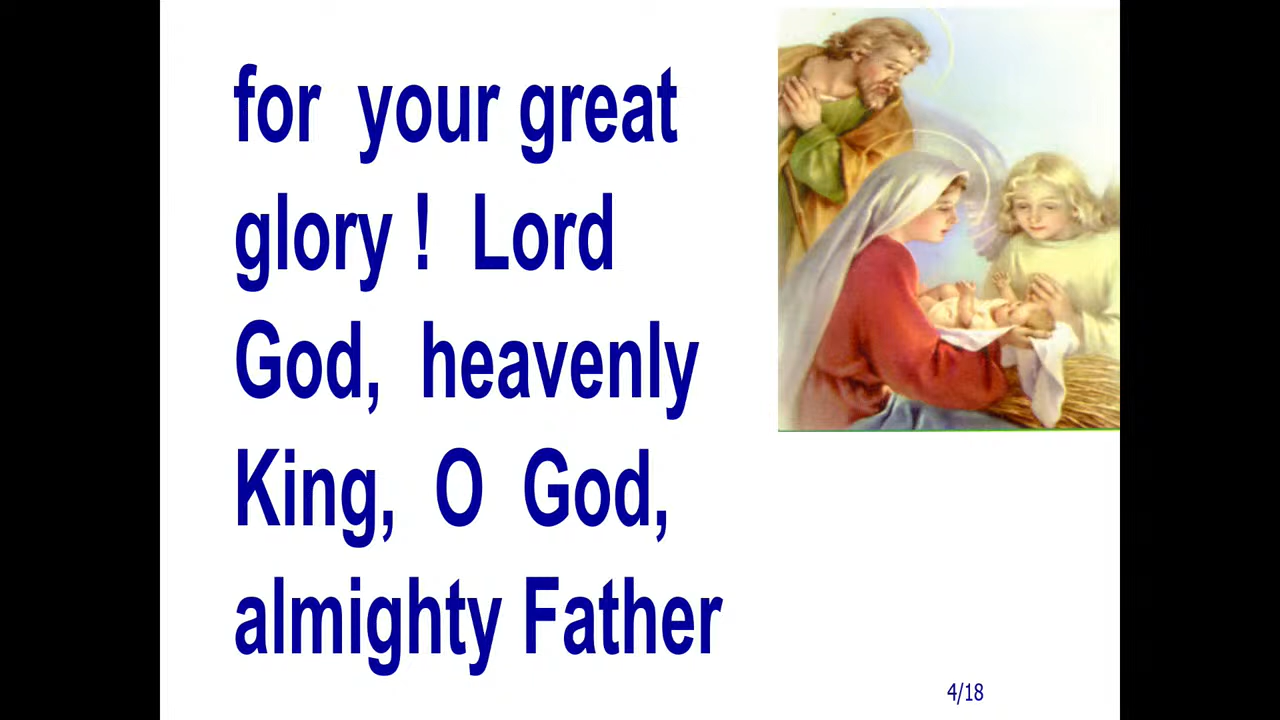 for your great
glory ! Lord
God, heavenly
King, O God,
almighty Father
4/18